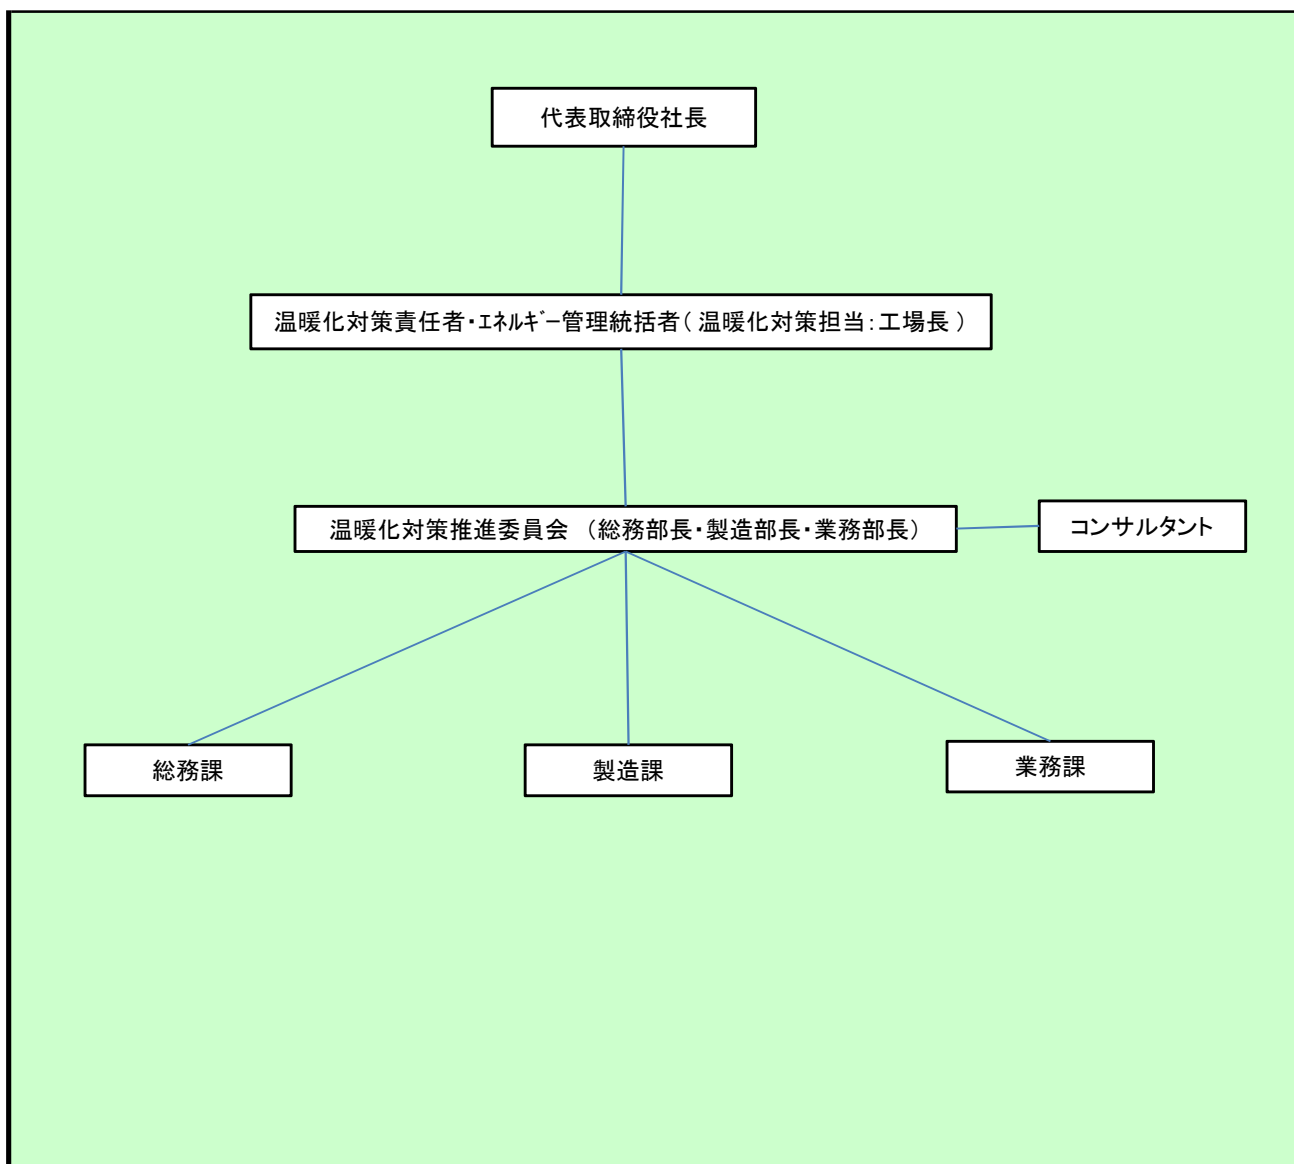 代表取締役社長
温暖化対策責任者・ｴﾈﾙｷﾞｰ管理統括者（ 温暖化対策担当：工場長 ）
温暖化対策推進委員会　（総務部長・製造部長・業務部長）
コンサルタント
総務課
製造課
業務課